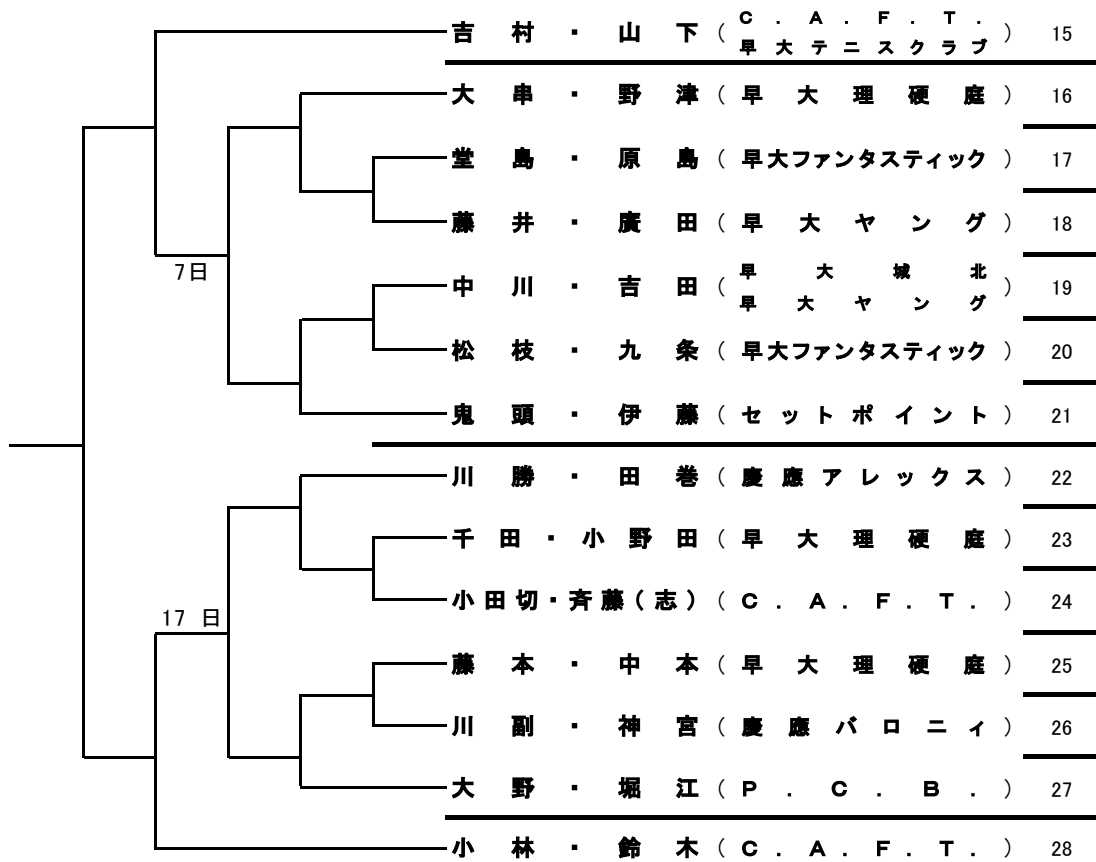 吉村・山下（C.A.F.T.
早大テニスクラブ）15
大串・野津（早大理硬庭）16
堂島・原島（早大ファンタスティック）17
藤井・廣田（早大ヤング）18
7日
中川・吉田（早大城北
早大ヤング）19
松枝・九条（早大ファンタスティック）20
鬼頭・伊藤（セットポイント）21
川勝・田巻（慶應アレックス）22
千田・小野田（早大理硬庭）23
小田切・斉藤（志）（C.A.F.T.）24
17日
藤本・中本（早大理硬庭）25
川副・神宮（慶應バロニィ）26
大野・堀江（P.C.B.）27
小林・鈴木（C.A.F.T.）28